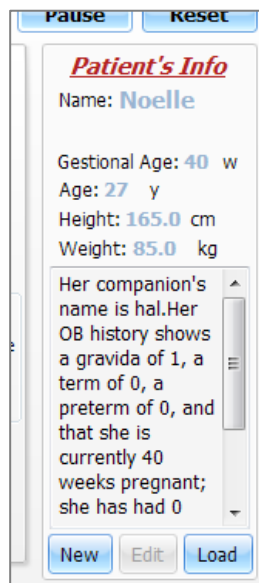 Pause Reset
Patient's Info
Name: Noelle
Gestional Age: 40 w
Age: 27 y
Height: 165.0 cm
Weight: 85.0 kg
Her companion's
name is hal.Her
OB history shows
a gravida of 1, a
term of 0, a
preterm of 0, and
that she is
currently 40
weeks pregnant;
she has had 0
New Edit Load